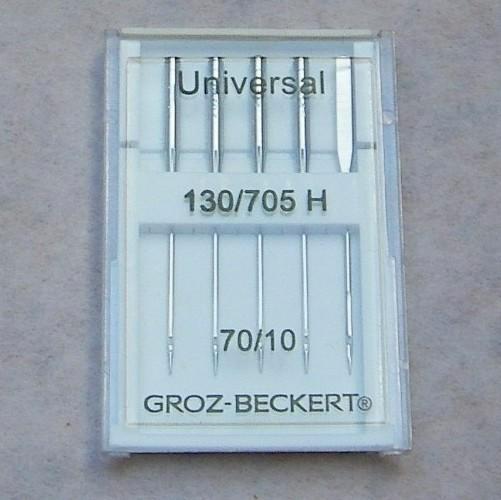 Universal
130/705 H
70/10
GROZ-BECKERT®